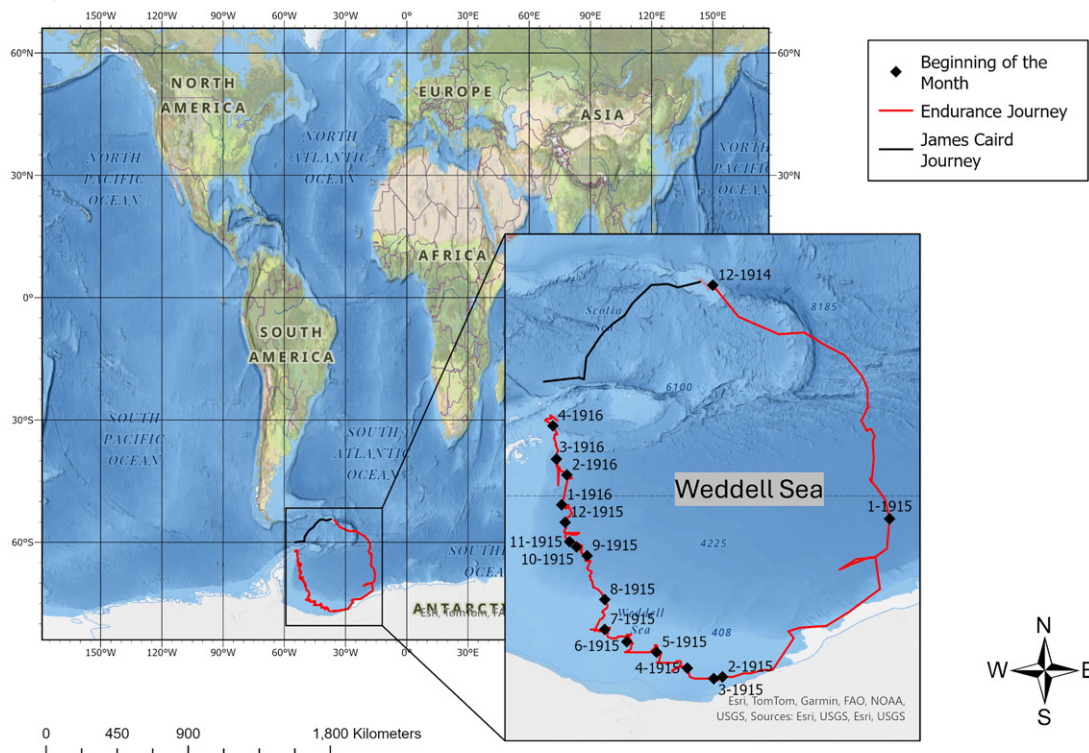 150°W 120°W 90°W 60°W 30°W 0° 30°E 60°E 90°E 120°E 150°E
60°N
60°N
NORTH
AMERICA
EUROPE
ASIA
NORTH
PACIFIC
OCEAN
NORTH
ATLANTIC
OCEAN
NORTH
PACIFIC
OCEAN
30°N
30°N
AFRICA
0°
SOUTH
AMERICA
SOUTH
PACIFIC
OCEAN
SOUTH
ATLANTIC
30°S
60°S
SOUTHE
OCEA
ANTARCT
Esri, TomTom, FA
150°W 120°W 90°W 60°W 30°W 0° 30°E
Beginning of the
Month
Endurance Journey
James Caird
Journey
12-1914
Scotia
Sea
8185
6100
4-1916
3-1916
2-1916
Weddell Sea
1-1916
12-1915
1-1915
11-1915
9-1915
10-1915
4225
8-1915
7-1915
Weddell
Sea
408
6-1915
5-1915
4-1915
2-1915
3-1915
Esri, TomTom, Garmin, FAO, NOAA,
USGS, Sources: Esri, USGS, Esri, USGS
N
W E
S
0 450 900 1,800 Kilometers